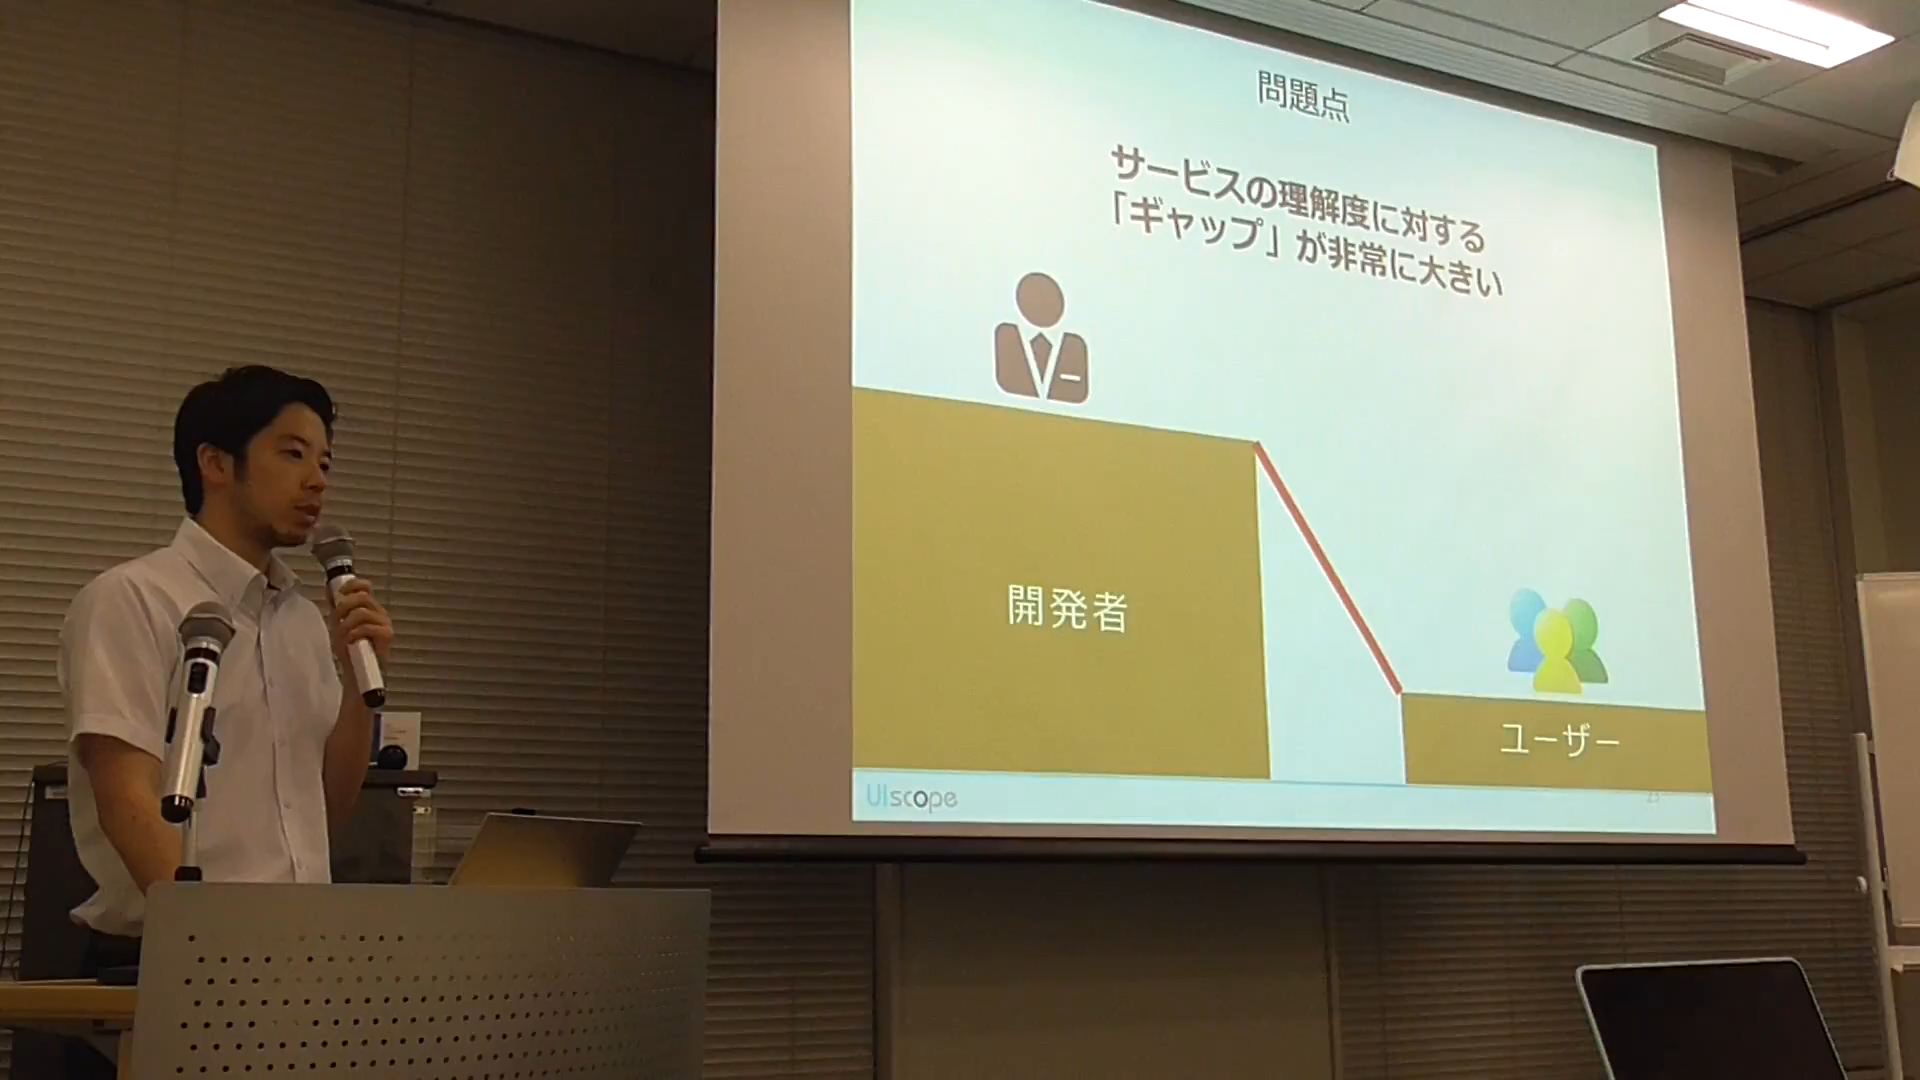 問題点
サービスの理解度に対する
「ギャップ」が非常に大きい
開発者
ユーザー
UIscope